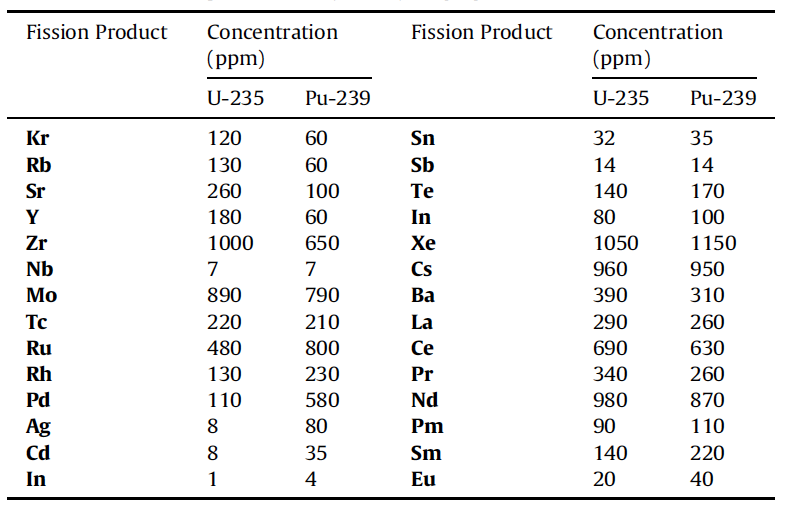 Fission Product Concentration (ppm) Fission Product Concentration (ppm)
U-235 Pu-239 U-235 Pu-239
Kr 120 60 Sn 32 35
Rb 130 60 Sb 14 14
Sr 260 100 Te 140 170
Y 180 60 In 80 100
Zr 1000 650 Xe 1050 1150
Nb 7 7 Cs 960 950
Mo 890 790 Ba 390 310
Tc 220 210 La 290 260
Ru 480 800 Ce 690 630
Rh 130 230 Pr 340 260
Pd 110 580 Nd 980 870
Ag 8 80 Pm 90 110
Cd 8 35 Sm 140 220
In 1 4 Eu 20 40